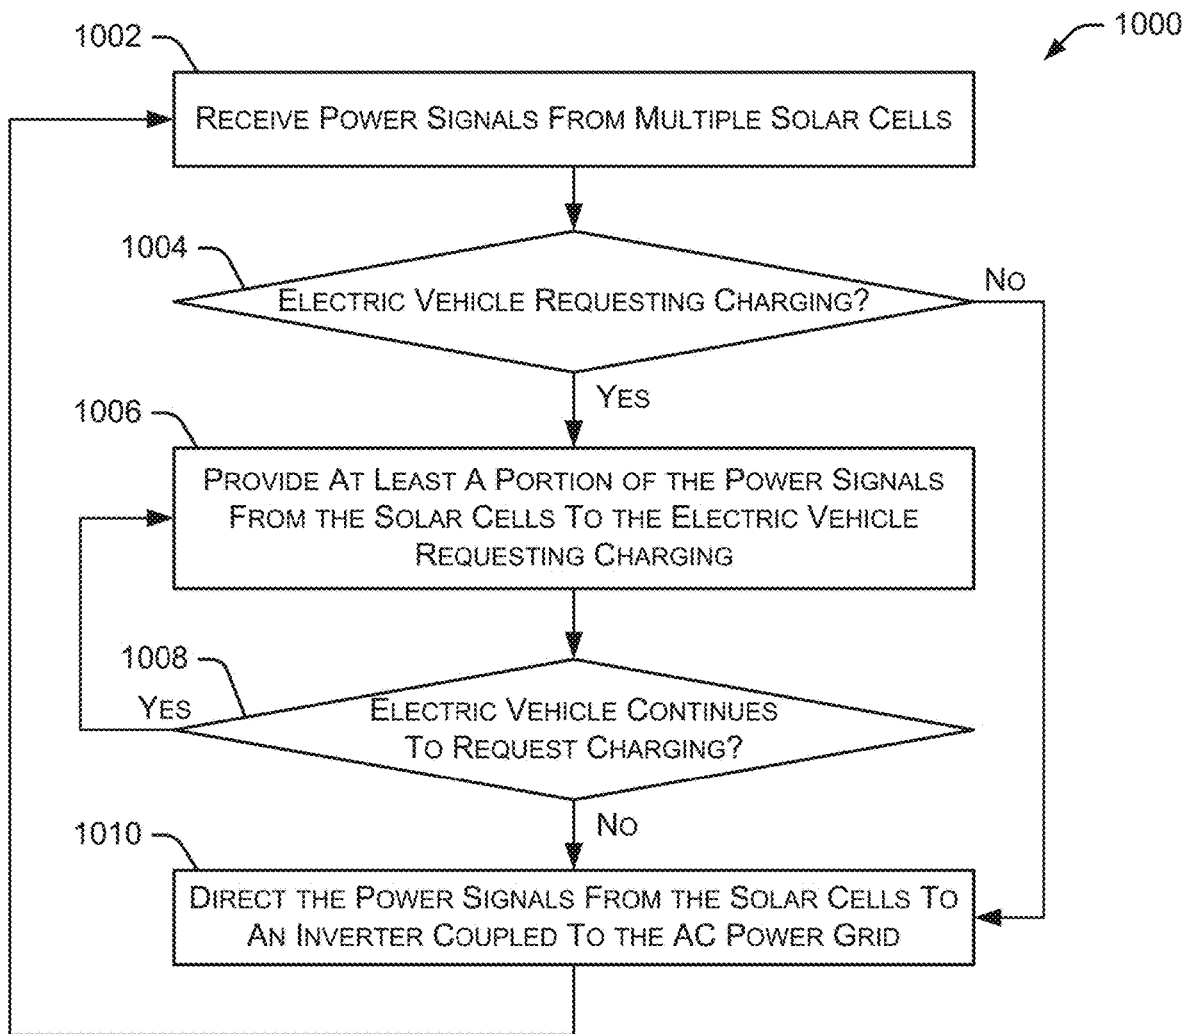 1000
1002
RECEIVE POWER SIGNALS FROM MULTIPLE SOLAR CELLS
1004
ELECTRIC VEHICLE REQUESTING CHARGING?
NO
YES
1006
PROVIDE AT LEAST A PORTION OF THE POWER SIGNALS
FROM THE SOLAR CELLS TO THE ELECTRIC VEHICLE
REQUESTING CHARGING
1008
YES
ELECTRIC VEHICLE CONTINUES
TO REQUEST CHARGING?
NO
1010
DIRECT THE POWER SIGNALS FROM THE SOLAR CELLS TO
AN INVERTER COUPLED TO THE AC POWER GRID